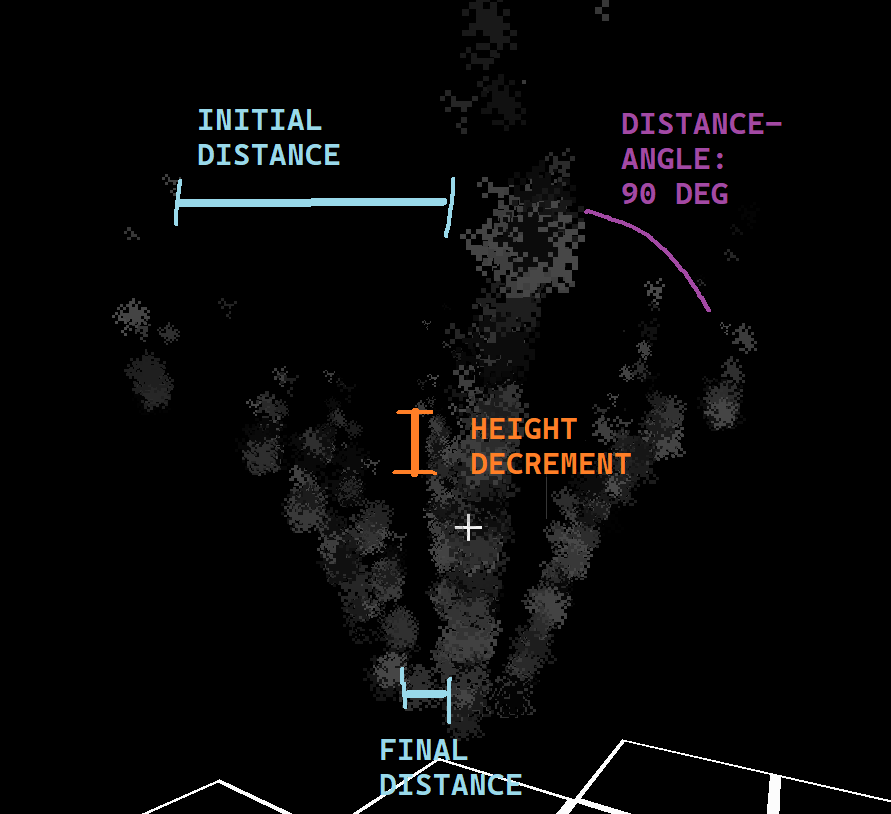 INITIAL
DISTANCE
DISTANCE-
ANGLE:
90 DEG
HEIGHT
DECREMENT
FINAL
DISTANCE